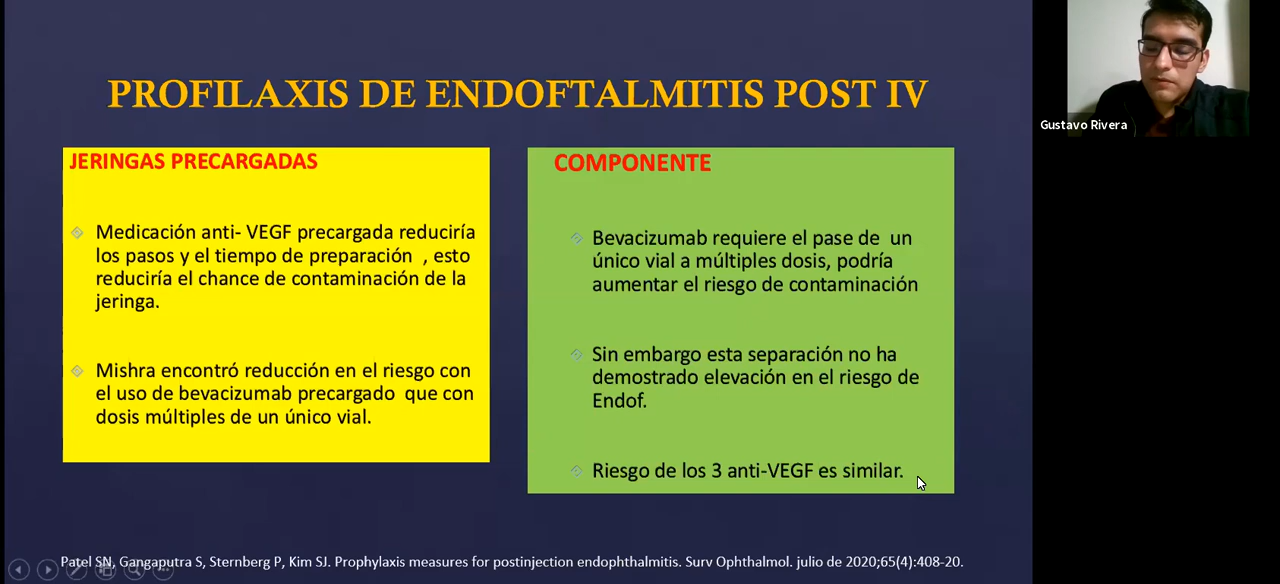 PROFILAXIS DE ENDOFTALMITIS POST IV
JERINGAS PRECARGADAS
Medicación anti- VEGF precargada reduciría
los pasos y el tiempo de preparación , esto
reduciría el chance de contaminación de la
jeringa.
Mishra encontró reducción en el riesgo con
el uso de bevacizumab precargado que con
dosis múltiples de un único vial.
COMPONENTE
Bevacizumab requiere el pase de un
único vial a múltiples dosis, podría
aumentar el riesgo de contaminación
Sin embargo esta separación no ha
demostrado elevación en el riesgo de
Endof.
Riesgo de los 3 anti-VEGF es similar.
Patel SN, Gangaputra S, Sternberg P, Kim SJ. Prophylaxis measures for postinjection endophthalmitis. Surv Ophthalmol. julio de 2020;65(4):408-20.
Gustavo Rivera